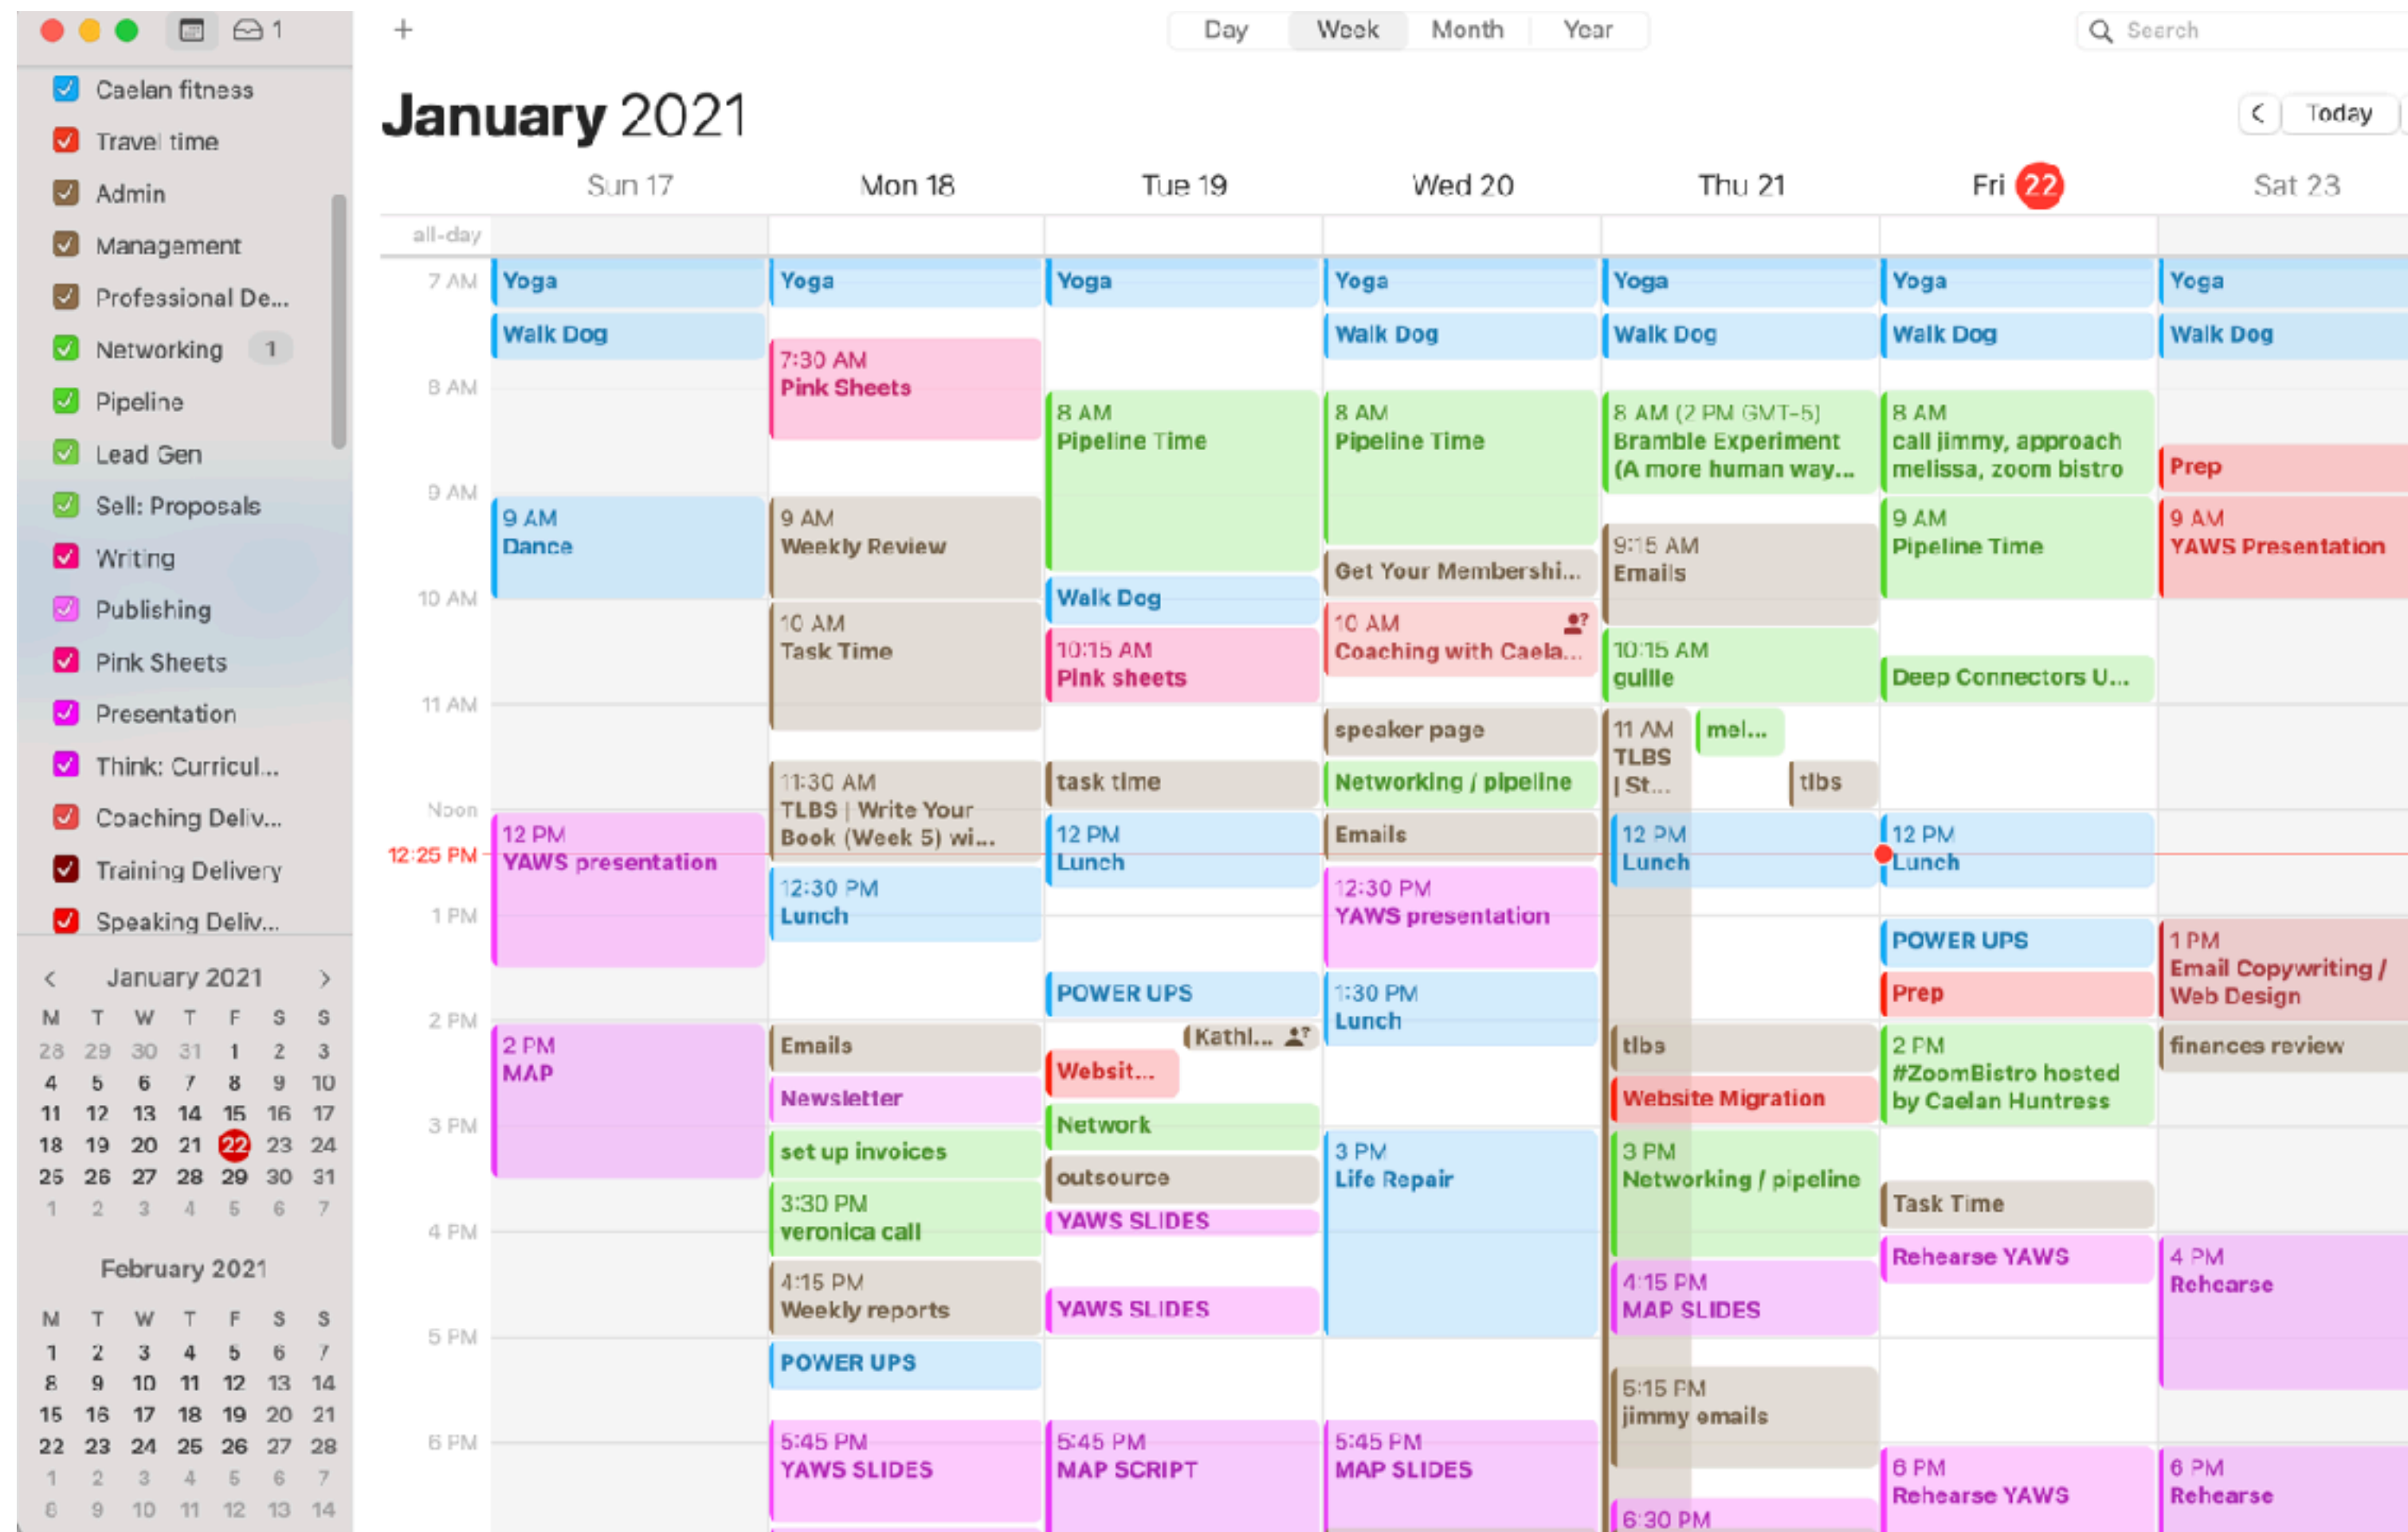 1
Day Week Month Year
Search
Caelan fitness
Travel time
Admin
Management
Professional De...
Networking 1
Pipeline
Lead Gen
Sell: Proposals
Writing
Publishing
Pink Sheets
Presentation
Think: Curricul...
Coaching Deliv...
Training Delivery
Speaking Deliv...
January 2021
M T W T F S S
28 29 30 31 1 2 3
4 5 6 7 8 9 10
11 12 13 14 15 16 17
18 19 20 21 22 23 24
25 26 27 28 29 30 31
1 2 3 4 5 6 7
February 2021
M T W T F S S
1 2 3 4 5 6 7
8 9 10 11 12 13 14
15 16 17 18 19 20 21
22 23 24 25 26 27 28
1 2 3 4 5 6 7
8 9 10 11 12 13 14
January 2021
Today
Sun 17 Mon 18 Tue 19 Wed 20 Thu 21 Fri 22 Sat 23
all-day
7 AM
8 AM
9 AM
10 AM
11 AM
Noon
12:25 PM
1 PM
2 PM
3 PM
4 PM
5 PM
6 PM
Yoga
Walk Dog
9 AM
Dance
12 PM
YAWS presentation
2 PM
MAP
Yoga
7:30 AM
Pink Sheets
9 AM
Weekly Review
10 AM
Task Time
11:30 AM
TLBS | Write Your
Book (Week 5) wi...
12:30 PM
Lunch
Emails
Newsletter
set up invoices
3:30 PM
veronica call
4:15 PM
Weekly reports
POWER UPS
5:45 PM
YAWS SLIDES
Yoga
8 AM
Pipeline Time
Walk Dog
10:15 AM
Pink sheets
task time
12 PM
Lunch
POWER UPS
Kathl...
Websit...
Network
outsource
YAWS SLIDES
YAWS SLIDES
5:45 PM
MAP SCRIPT
Yoga
Walk Dog
8 AM
Pipeline Time
Get Your Membershi...
10 AM
Coaching with Caela...
speaker page
Networking / pipeline
Emails
12:30 PM
YAWS presentation
1:30 PM
Lunch
3 PM
Life Repair
5:45 PM
MAP SLIDES
Yoga
Walk Dog
8 AM (2 PM GMT-5)
Bramble Experiment
(A more human way...
9:15 AM
Emails
10:15 AM
guille
11 AM
TLBS
| St...
mel...
tlbs
12 PM
Lunch
tlbs
Website Migration
3 PM
Networking / pipeline
4:15 PM
MAP SLIDES
5:15 PM
jimmy emails
6:30 PM
Yoga
Walk Dog
8 AM
call jimmy, approach
melissa, zoom bistro
9 AM
Pipeline Time
Deep Connectors U...
12 PM
Lunch
POWER UPS
Prep
2 PM
#ZoomBistro hosted
by Caelan Huntress
Task Time
Rehearse YAWS
6 PM
Rehearse YAWS
Yoga
Walk Dog
Prep
9 AM
YAWS Presentation
1 PM
Email Copywriting /
Web Design
finances review
4 PM
Rehearse
6 PM
Rehearse